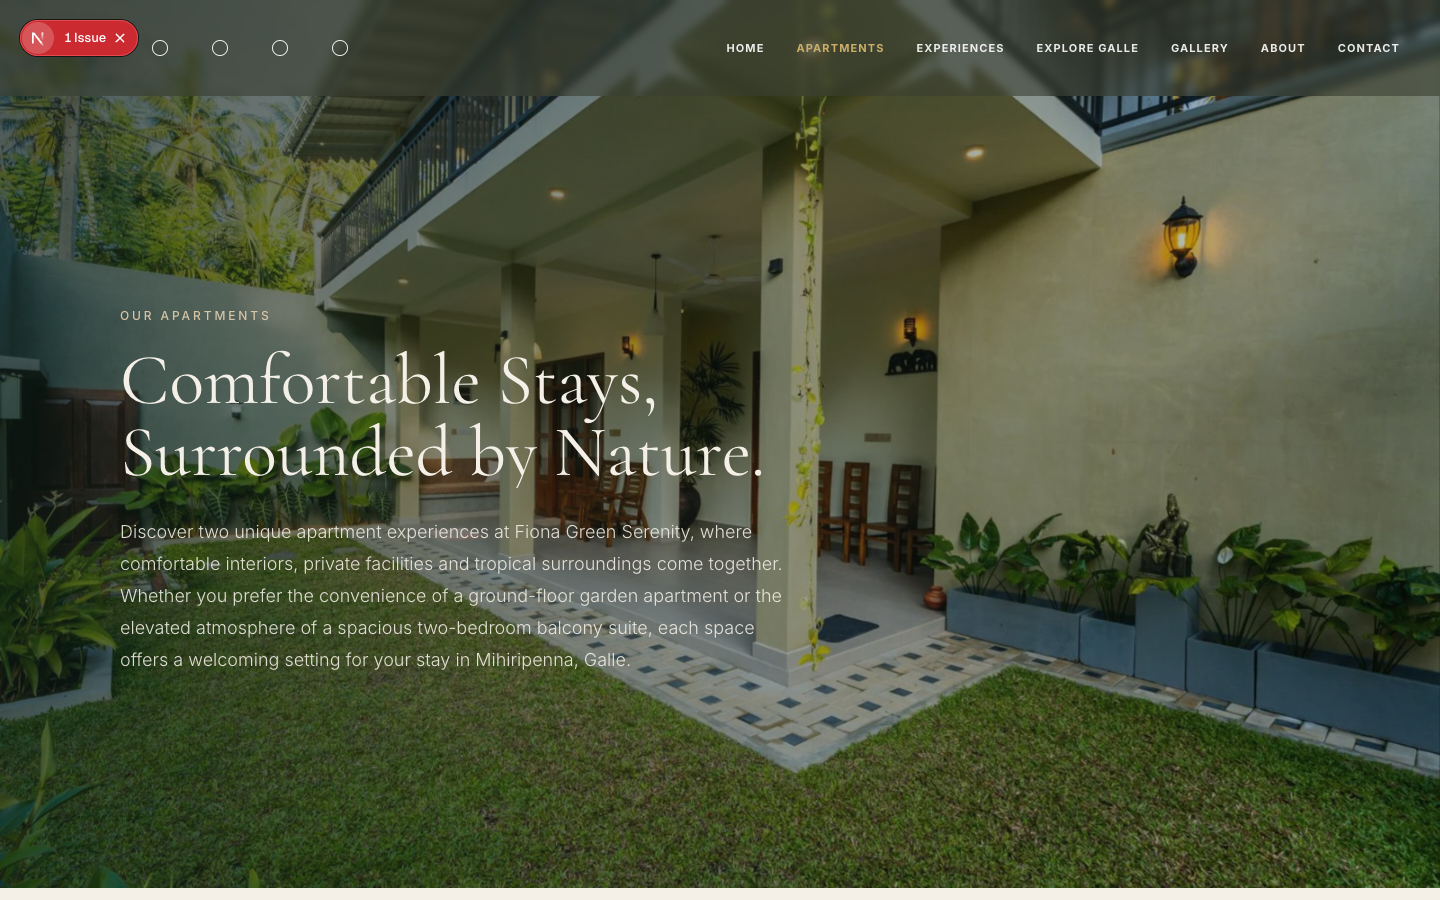 N 1 Issue
HOME APARTMENTS EXPERIENCES EXPLORE GALLE GALLERY ABOUT CONTACT
OUR APARTMENTS
Comfortable Stays,
Surrounded by Nature.
Discover two unique apartment experiences at Fiona Green Serenity, where
comfortable interiors, private facilities and tropical surroundings come together.
Whether you prefer the convenience of a ground-floor garden apartment or the
elevated atmosphere of a spacious two-bedroom balcony suite, each space
offers a welcoming setting for your stay in Mihiripenna, Galle.